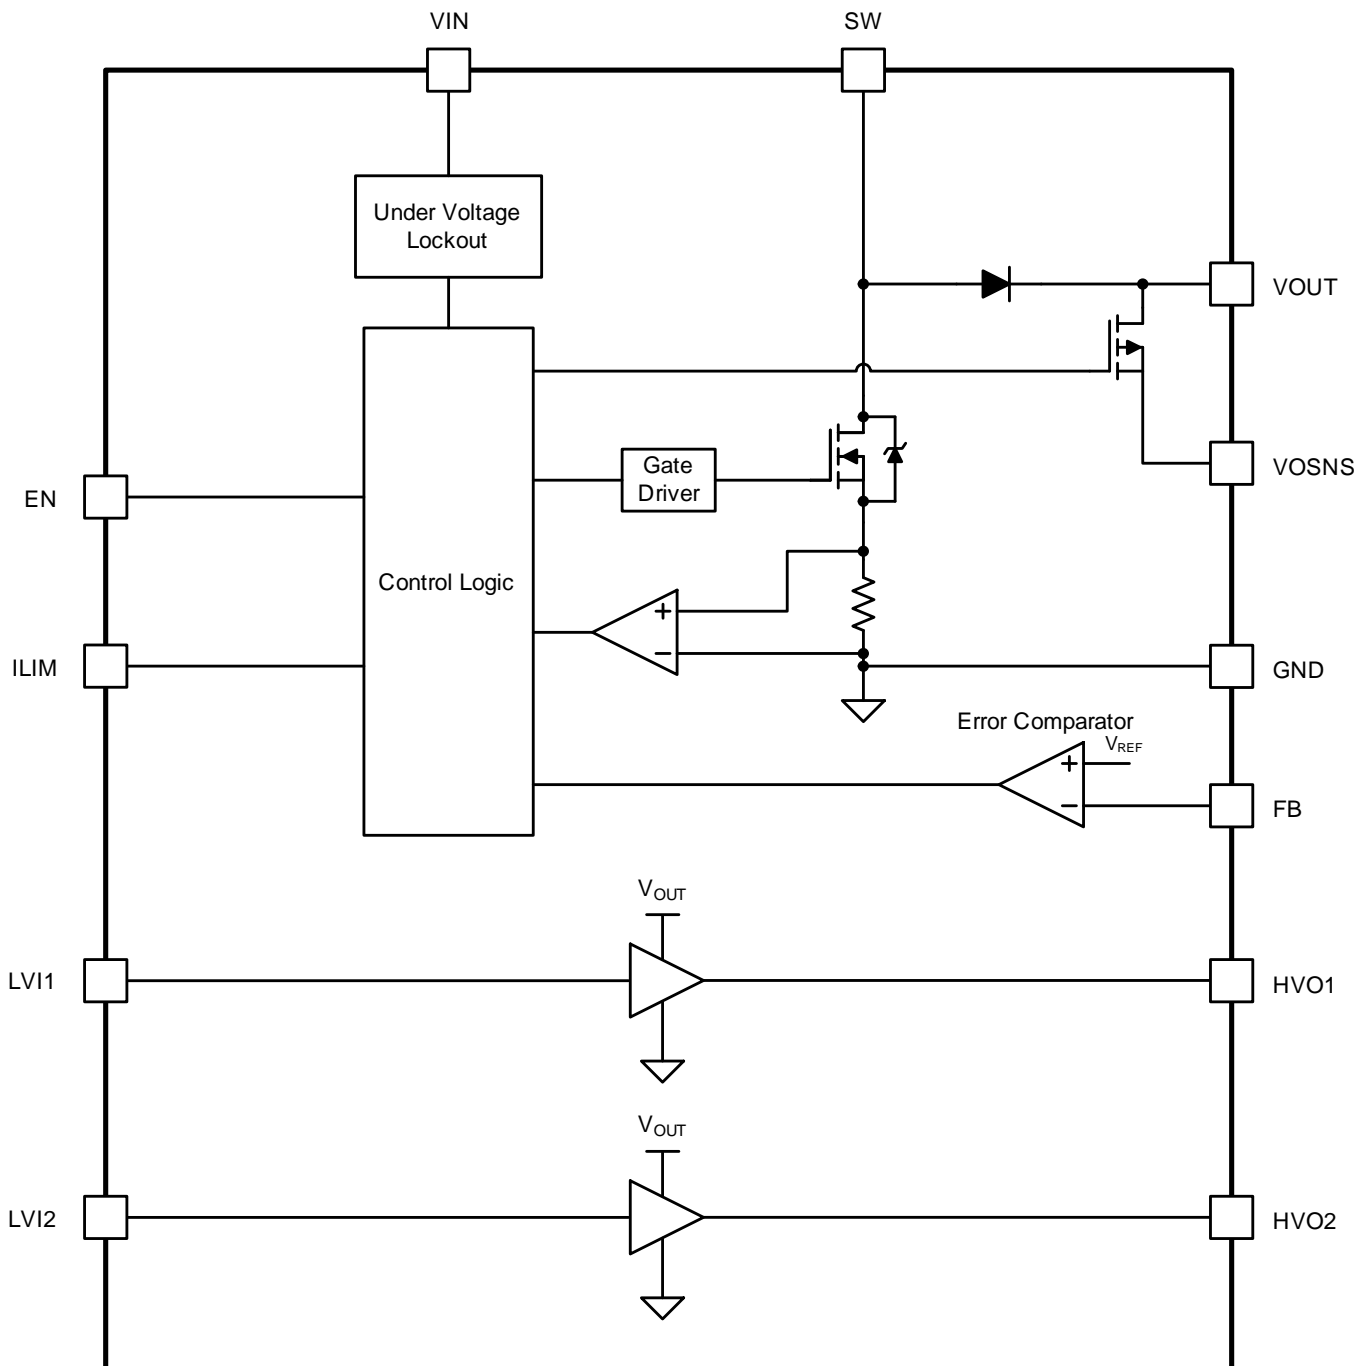 VIN
SW
Under Voltage
Lockout
VOUT
Gate
Driver
VOSNS
EN
Control Logic
+
−
ILIM
GND
Error Comparator
VREF
+
−
FB
VOUT
LVI1
HVO1
VOUT
LVI2
HVO2